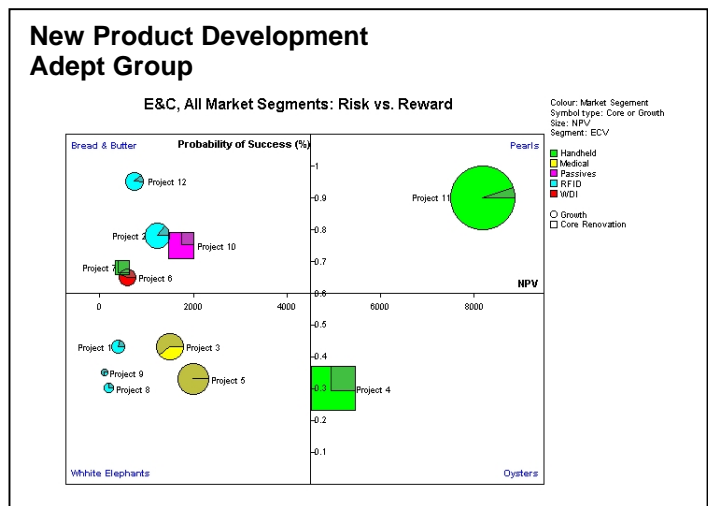 New Product Development
Adept Group
E&C, All Market Segments: Risk vs. Reward
Colour: Market Segement
Symbol type: Core or Growth
Size: NPV
Segment: ECV
Handheld
Medical
Passives
RFID
WDI
Growth
Core Renovation
Bread & Butter
Probability of Success (%)
Pearls
1
Project 12
Project 11
0.9
Project 2
0.8
Project 10
0.7
Project 7
Project 6
NPV
0.6
0
2000
4000
6000
8000
0.5
Project 1
Project 3
0.4
Project 9
Project 5
Project 8
0.3
Project 4
0.2
0.1
Whhite Elephants
Oysters